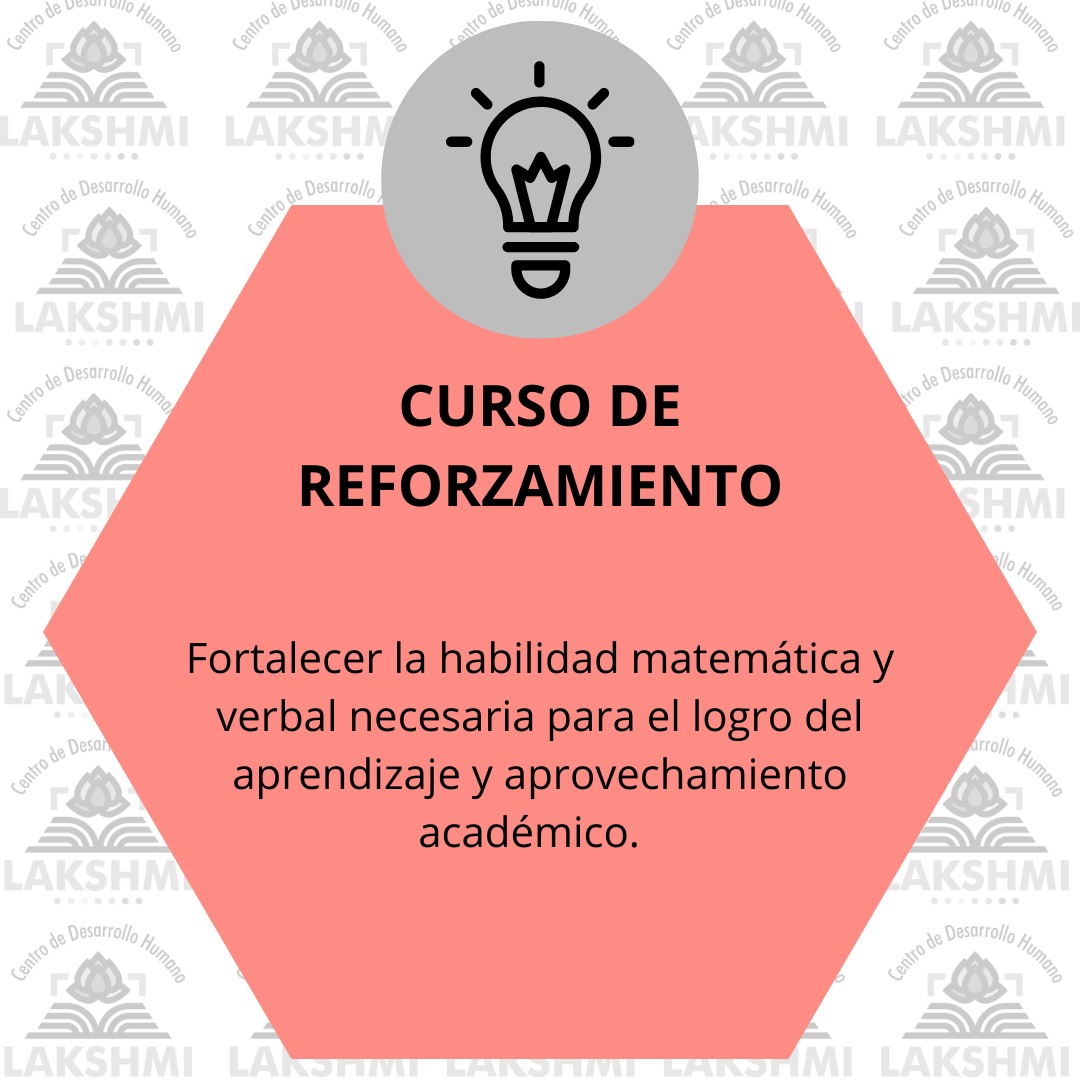 Centro de Desarrollo Humano
LAKSHMI
CURSO DE
REFORZAMIENTO
Fortalecer la habilidad matemática y
verbal necesaria para el logro del
aprendizaje y aprovechamiento
académico.